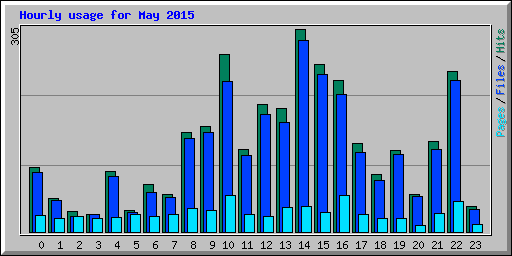 Hourly usage for May 2015
305
Pages / Files / Hits
0 1 2 3 4 5 6 7 8 9 10 11 12 13 14 15 16 17 18 19 20 21 22 23